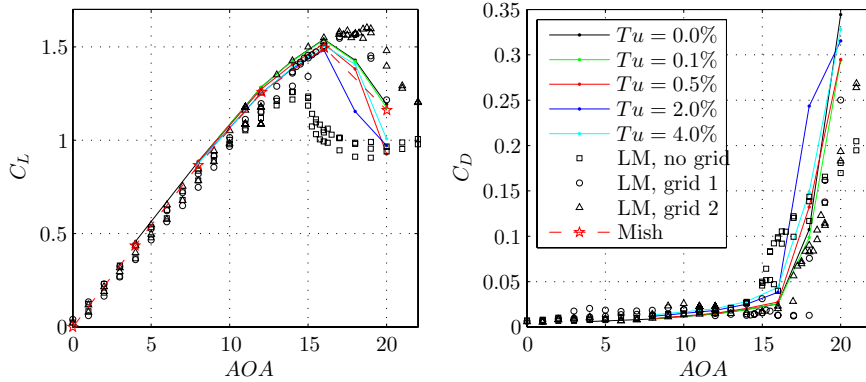 1.5
1
0.5
0
0
5
10
15
20
C_L
AOA
0.35
0.3
0.25
0.2
0.15
0.1
0.05
0
0
5
10
15
20
C_D
AOA
Tu = 0.0%
Tu = 0.1%
Tu = 0.5%
Tu = 2.0%
Tu = 4.0%
LM, no grid
LM, grid 1
LM, grid 2
Mish